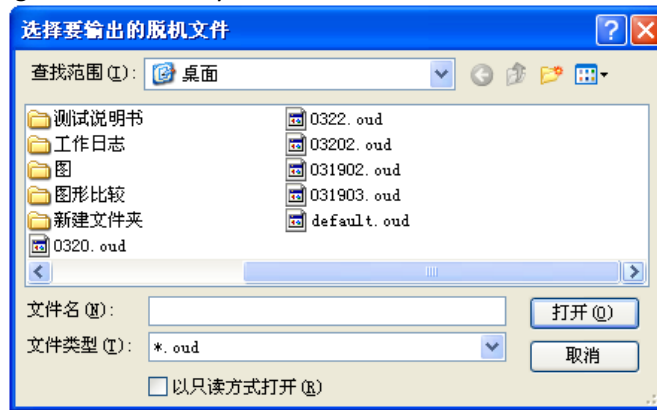 选择要输出的脱机文件
查找范围(I): 桌面
测试说明书
工作日志
图
图形比较
新建文件夹
0320. oud
0322. oud
03202. oud
031902. oud
031903. oud
default. oud
文件名(N): 打开(O)
文件类型(T): *. oud 取消
以只读方式打开(R)